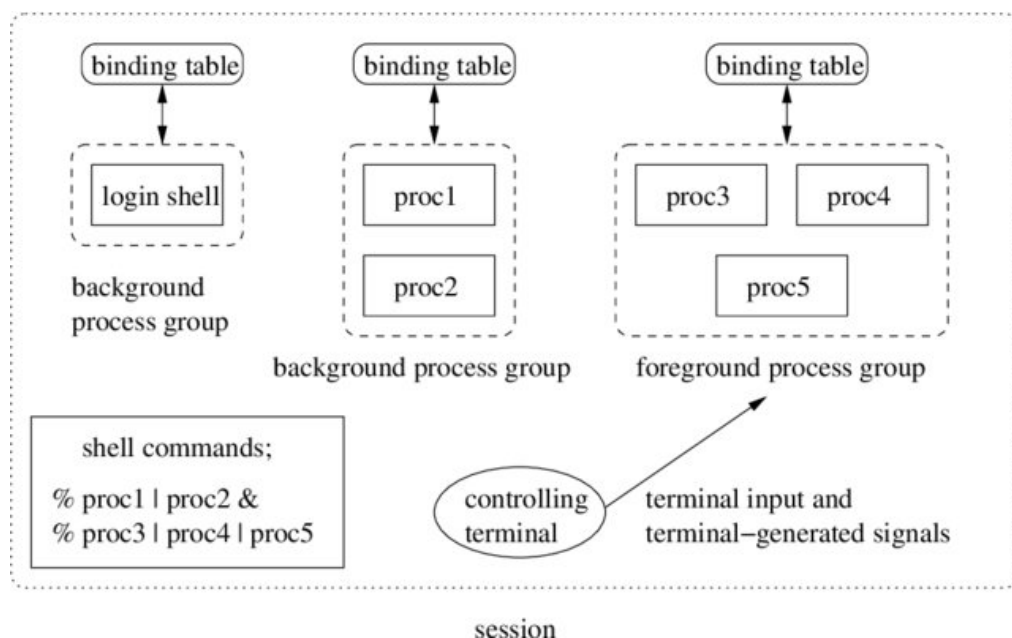 binding table
binding table
binding table
login shell
proc1
proc3
proc4
proc2
proc5
background
process group
background process group
foreground process group
shell commands;
% proc1 | proc2 &
% proc3 | proc4 | proc5
controlling
terminal
terminal input and
terminal−generated signals
session